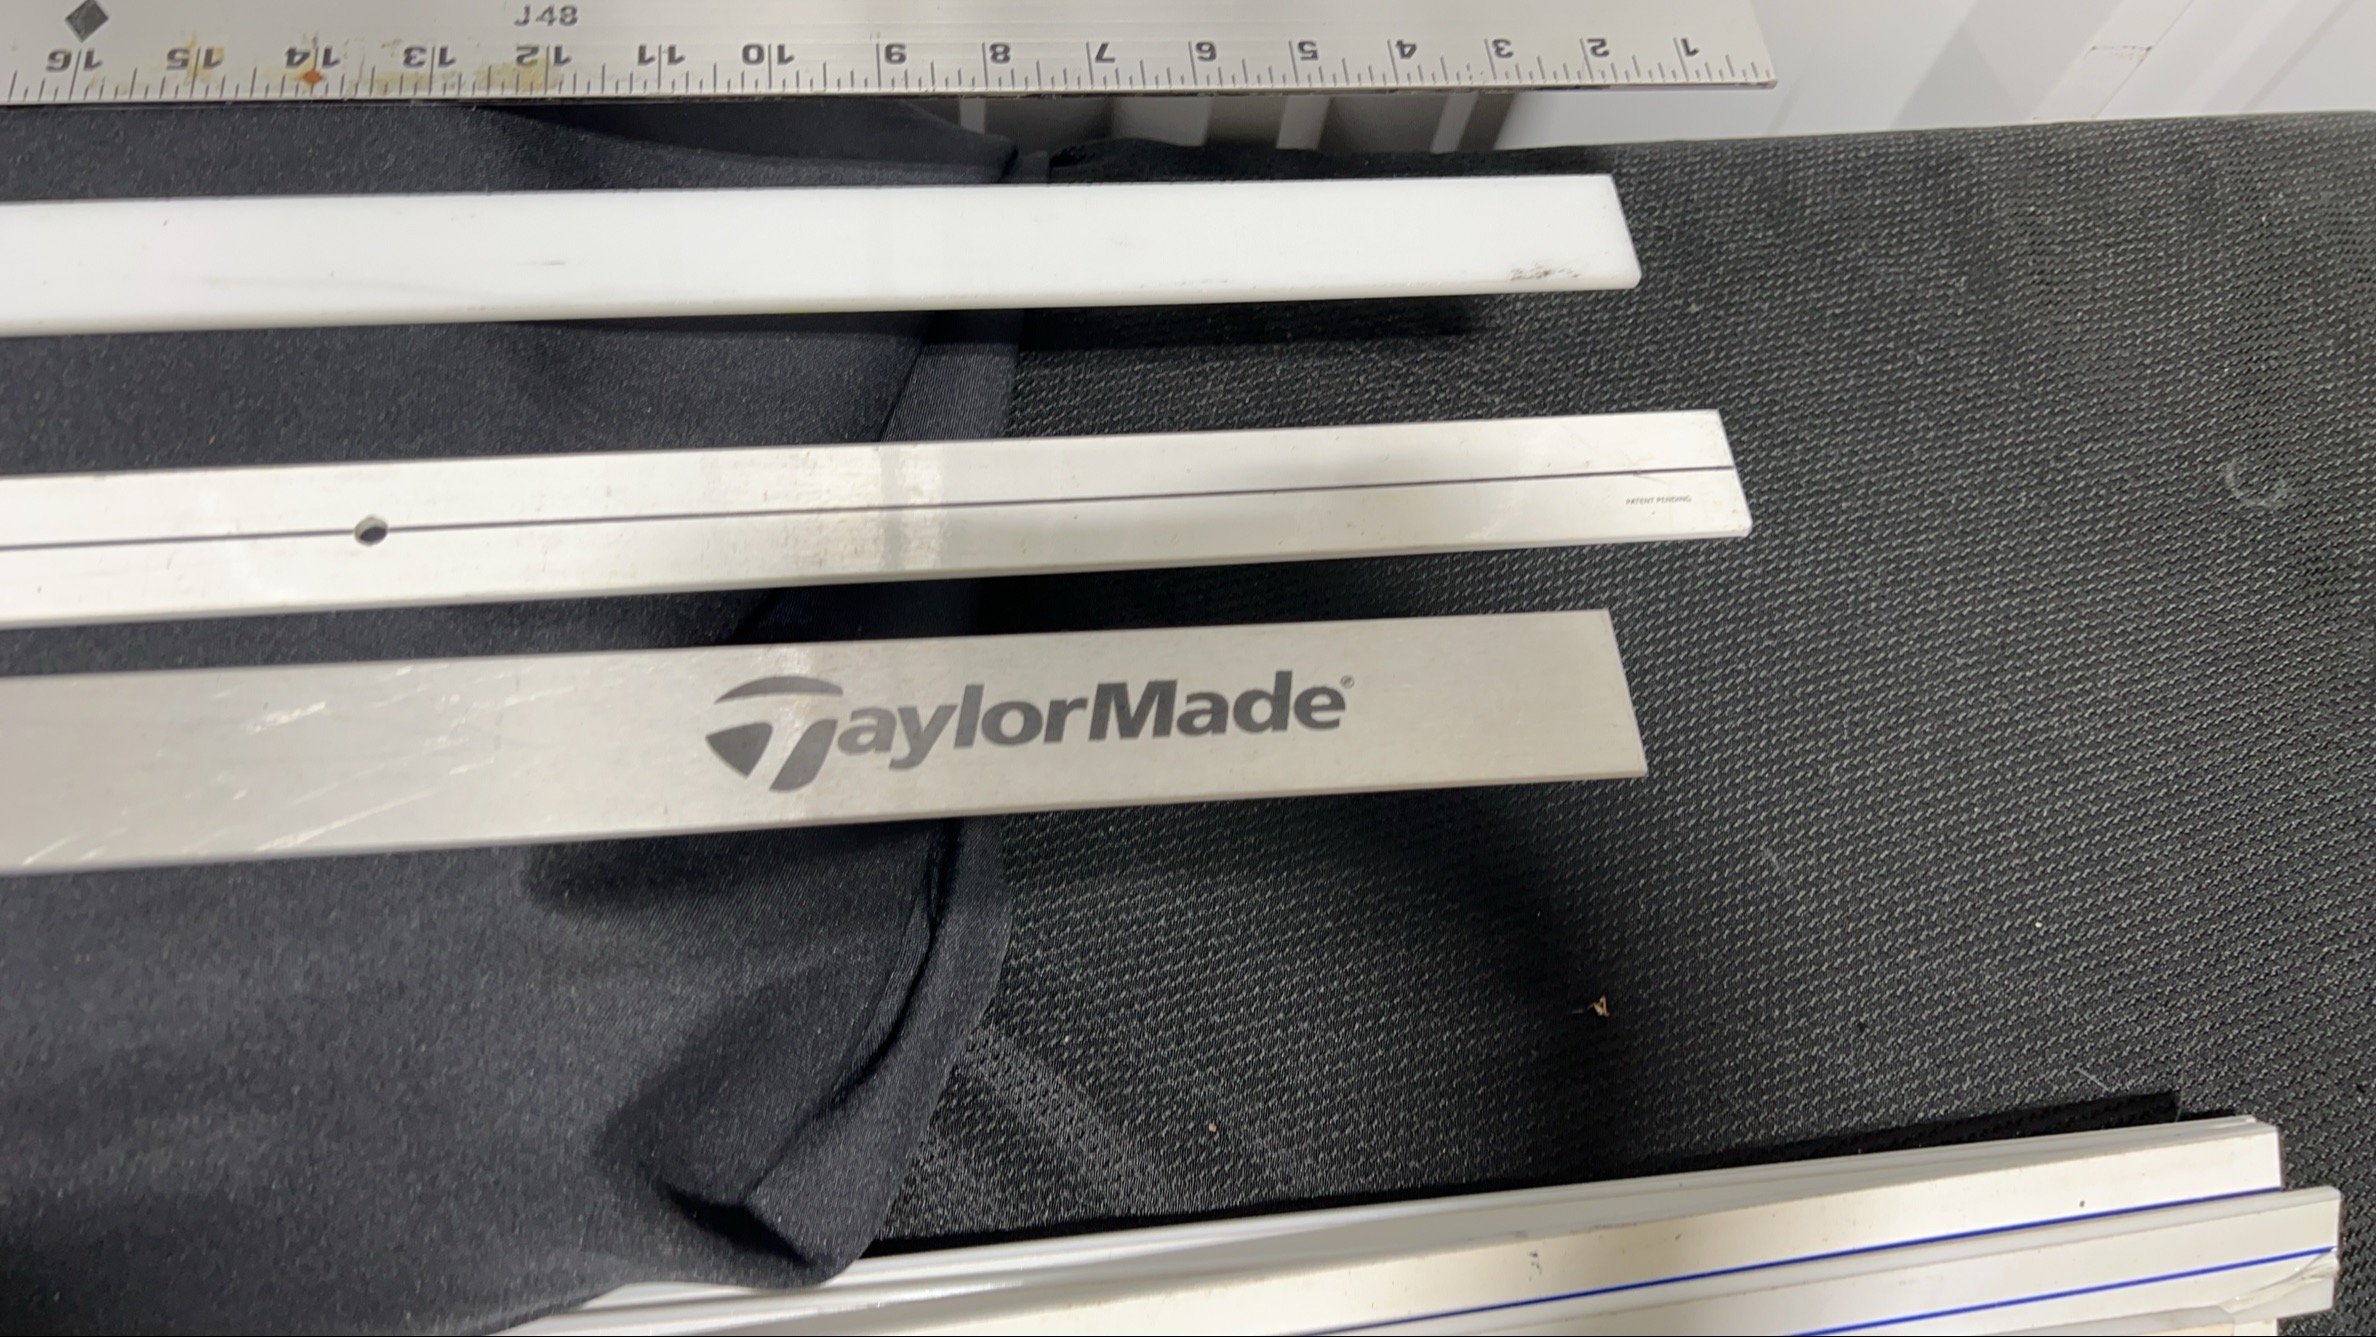 J48
16 15 14 13 12 11 10 9 8 7 6 5 4 3 2 1
PATENT PENDING
TaylorMade®